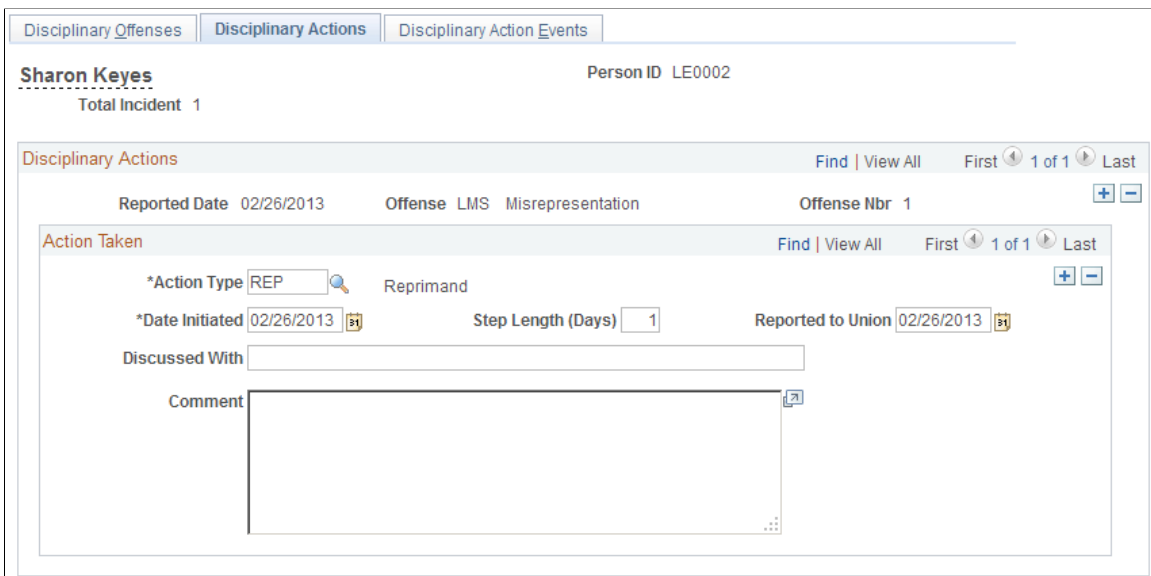 Disciplinary Offenses Disciplinary Actions Disciplinary Action Events
Sharon Keyes Person ID LE0002
Total Incident 1
Disciplinary Actions Find | View All First 1 of 1 Last
Reported Date 02/26/2013 Offense LMS Misrepresentation Offense Nbr 1
Action Taken Find | View All First 1 of 1 Last
*Action Type REP Reprimand
*Date Initiated 02/26/2013 31 Step Length (Days) 1 Reported to Union 02/26/2013 31
Discussed With
Comment